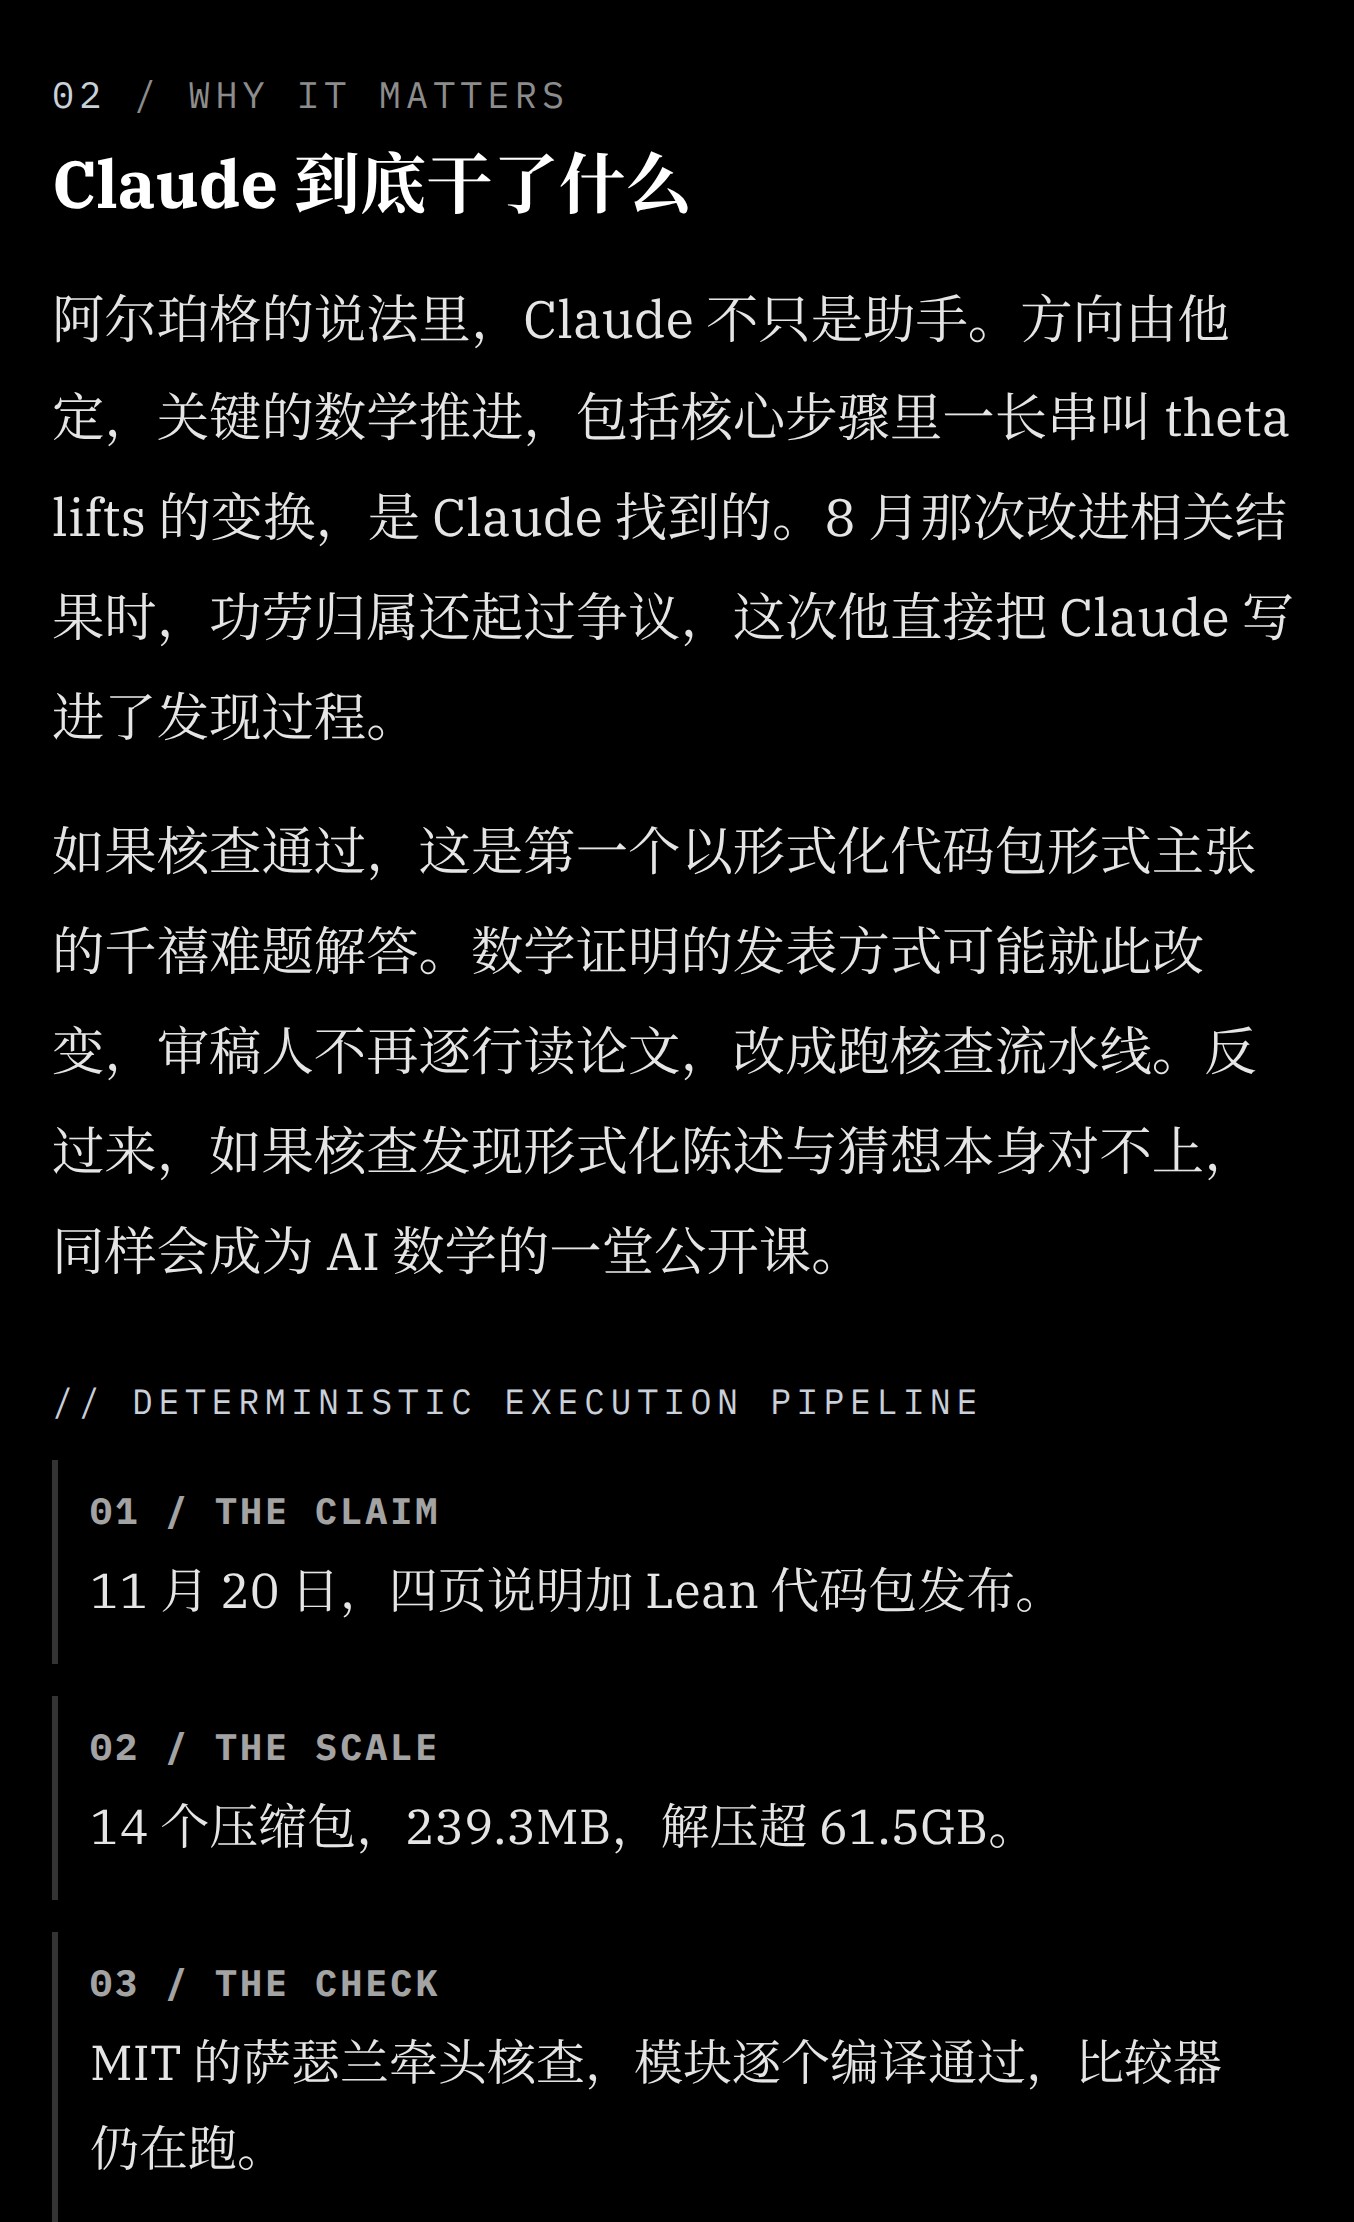 02 / WHY IT MATTERS
Claude 到底干了什么
阿尔珀格的说法里，Claude 不只是助手。方向由他
定，关键的数学推进，包括核心步骤里一长串叫 theta
lifts 的变换，是 Claude 找到的。8 月那次改进相关结
果时，功劳归属还起过争议，这次他直接把 Claude 写
进了发现过程。
如果核查通过，这是第一个以形式化代码包形式主张
的千禧难题解答。数学证明的发表方式可能就此改
变，审稿人不再逐行读论文，改成跑核查流水线。反
过来，如果核查发现形式化陈述与猜想本身对不上，
同样会成为 AI 数学的一堂公开课。
// DETERMINISTIC EXECUTION PIPELINE
01 / THE CLAIM
11 月 20 日，四页说明加 Lean 代码包发布。
02 / THE SCALE
14 个压缩包，239.3MB，解压超 61.5GB。
03 / THE CHECK
MIT 的萨瑟兰牵头核查，模块逐个编译通过，比较器
仍在跑。